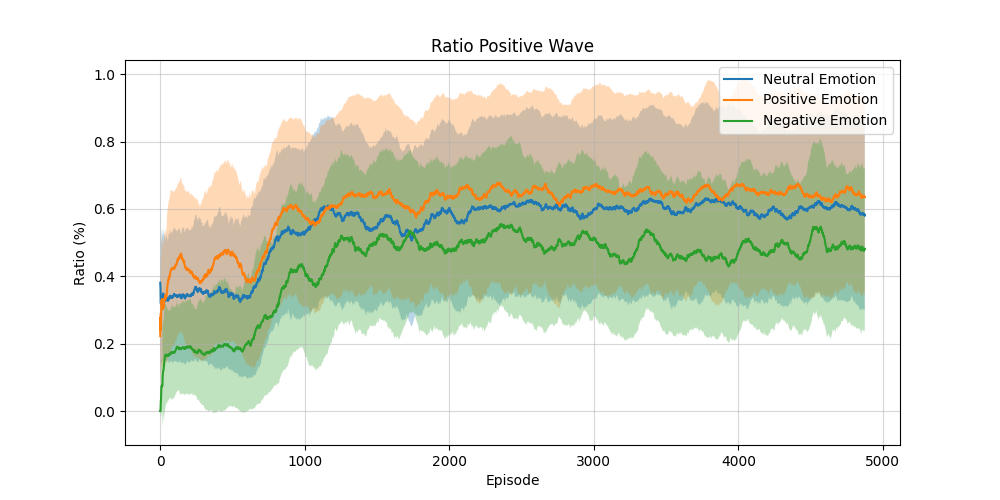 Ratio Positive Wave
Neutral Emotion
Positive Emotion
Negative Emotion
Ratio (%)
1.0
0.8
0.6
0.4
0.2
0.0
0
1000
2000
3000
4000
5000
Episode